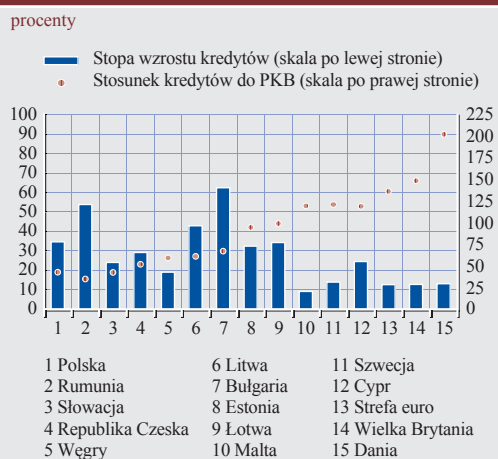 procenty
Stopa wzrostu kredytów (skala po lewej stronie)
Stosunek kredytów do PKB (skala po prawej stronie)
100 225
90 200
80 175
70 150
60 125
50 100
40 75
30 50
20 25
10 0
0
1 2 3 4 5 6 7 8 9 10 11 12 13 14 15
1 Polska 6 Litwa 11 Szwecja
2 Rumunia 7 Bułgaria 12 Cypr
3 Słowacja 8 Estonia 13 Strefa euro
4 Republika Czeska 9 Łotwa 14 Wielka Brytania
5 Węgry 10 Malta 15 Dania